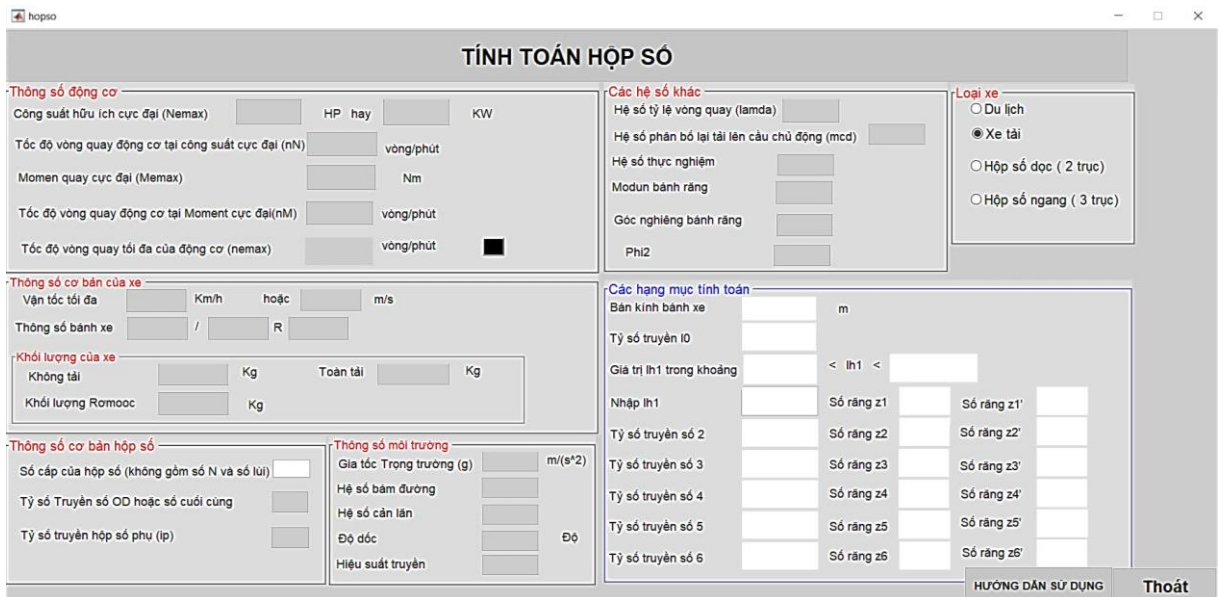 hopso
TÍNH TOÁN HỘP SỐ
Thông số động cơ
Công suất hữu ích cực đại (Nemax) HP hay KW
Tốc độ vòng quay động cơ tại công suất cực đại (nN) vòng/phút
Momen quay cực đại (Memax) Nm
Tốc độ vòng quay động cơ tại Moment cực đại(nM) vòng/phút
Tốc độ vòng quay tối đa của động cơ (nemax) vòng/phút
Các hệ số khác
Hệ số tỷ lệ vòng quay (lamda)
Hệ số phân bố lại tải lên cầu chủ động (mcd)
Hệ số thực nghiệm
Modun bánh răng
Góc nghiêng bánh răng
Phi2
Loại xe
Du lịch
Xe tải
Hộp số dọc ( 2 trục)
Hộp số ngang ( 3 trục)
Thông số cơ bản của xe
Vận tốc tối đa Km/h hoặc m/s
Thông số bánh xe / R
Khối lượng của xe
Không tải Kg Toàn tải Kg
Khối lượng Rơmooc Kg
Thông số cơ bản hộp số
Số cấp của hộp số (không gồm số N và số lùi)
Tỷ số Truyền số OD hoặc số cuối cùng
Tỷ số truyền hộp số phụ (ip)
Thông số môi trường
Gia tốc Trọng trường (g) m/(s^2)
Hệ số bám đường
Hệ số cản lăn
Độ dốc Độ
Hiệu suất truyền
Các hạng mục tính toán
Bán kính bánh xe m
Tỷ số truyền I0
Giá trị Ih1 trong khoảng < Ih1 <
Nhập Ih1 Số răng z1 Số răng z1'
Tỷ số truyền số 2 Số răng z2 Số răng z2'
Tỷ số truyền số 3 Số răng z3 Số răng z3'
Tỷ số truyền số 4 Số răng z4 Số răng z4'
Tỷ số truyền số 5 Số răng z5 Số răng z5'
Tỷ số truyền số 6 Số răng z6 Số răng z6'
HƯỚNG DẪN SỬ DỤNG Thoát